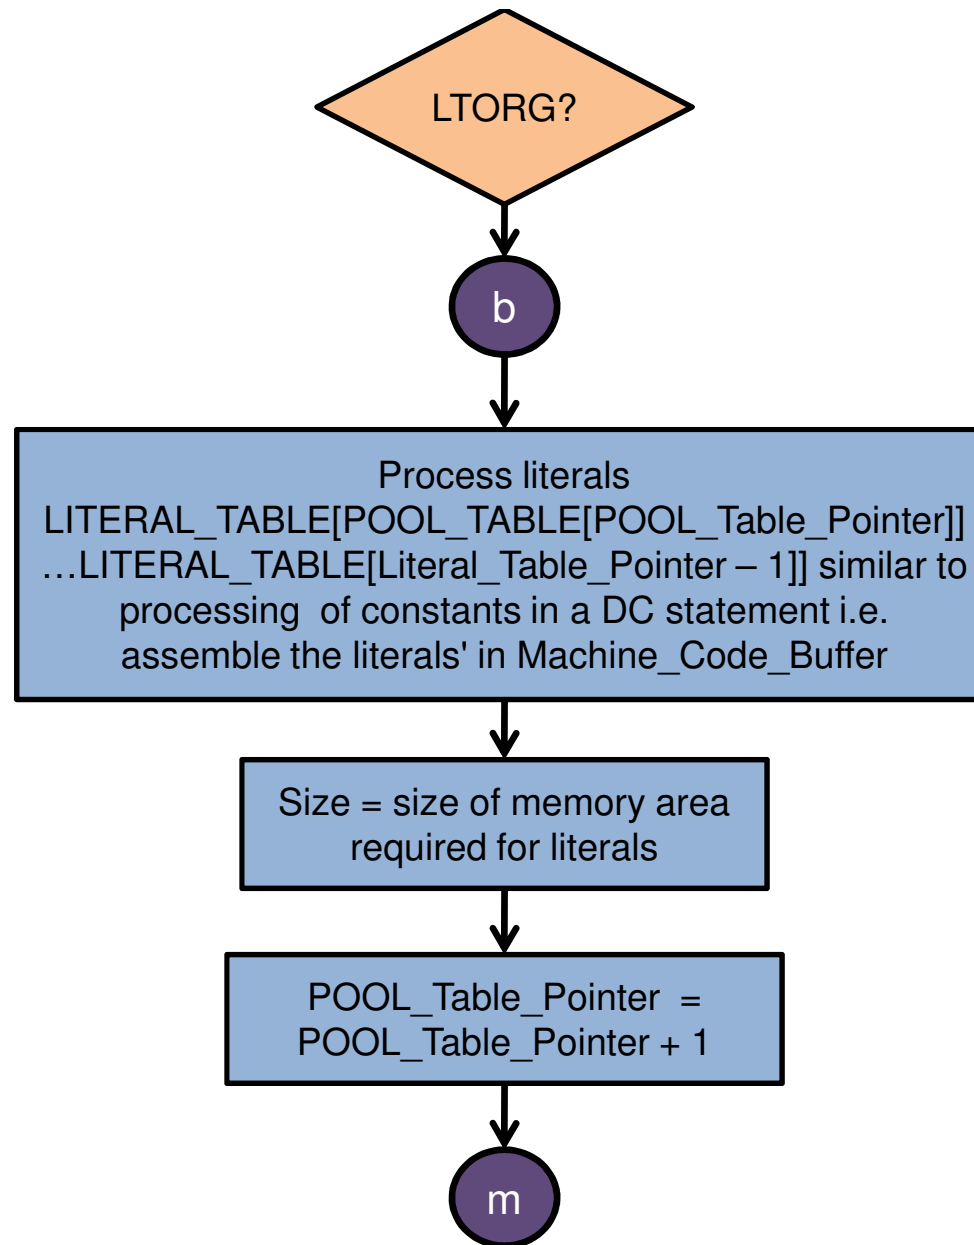 LTORG?
b
Process literals
LITERAL_TABLE[POOL_TABLE[POOL_Table_Pointer]]
…LITERAL_TABLE[Literal_Table_Pointer – 1]] similar to
processing of constants in a DC statement i.e.
assemble the literals' in Machine_Code_Buffer
Size = size of memory area
required for literals
POOL_Table_Pointer =
POOL_Table_Pointer + 1
m